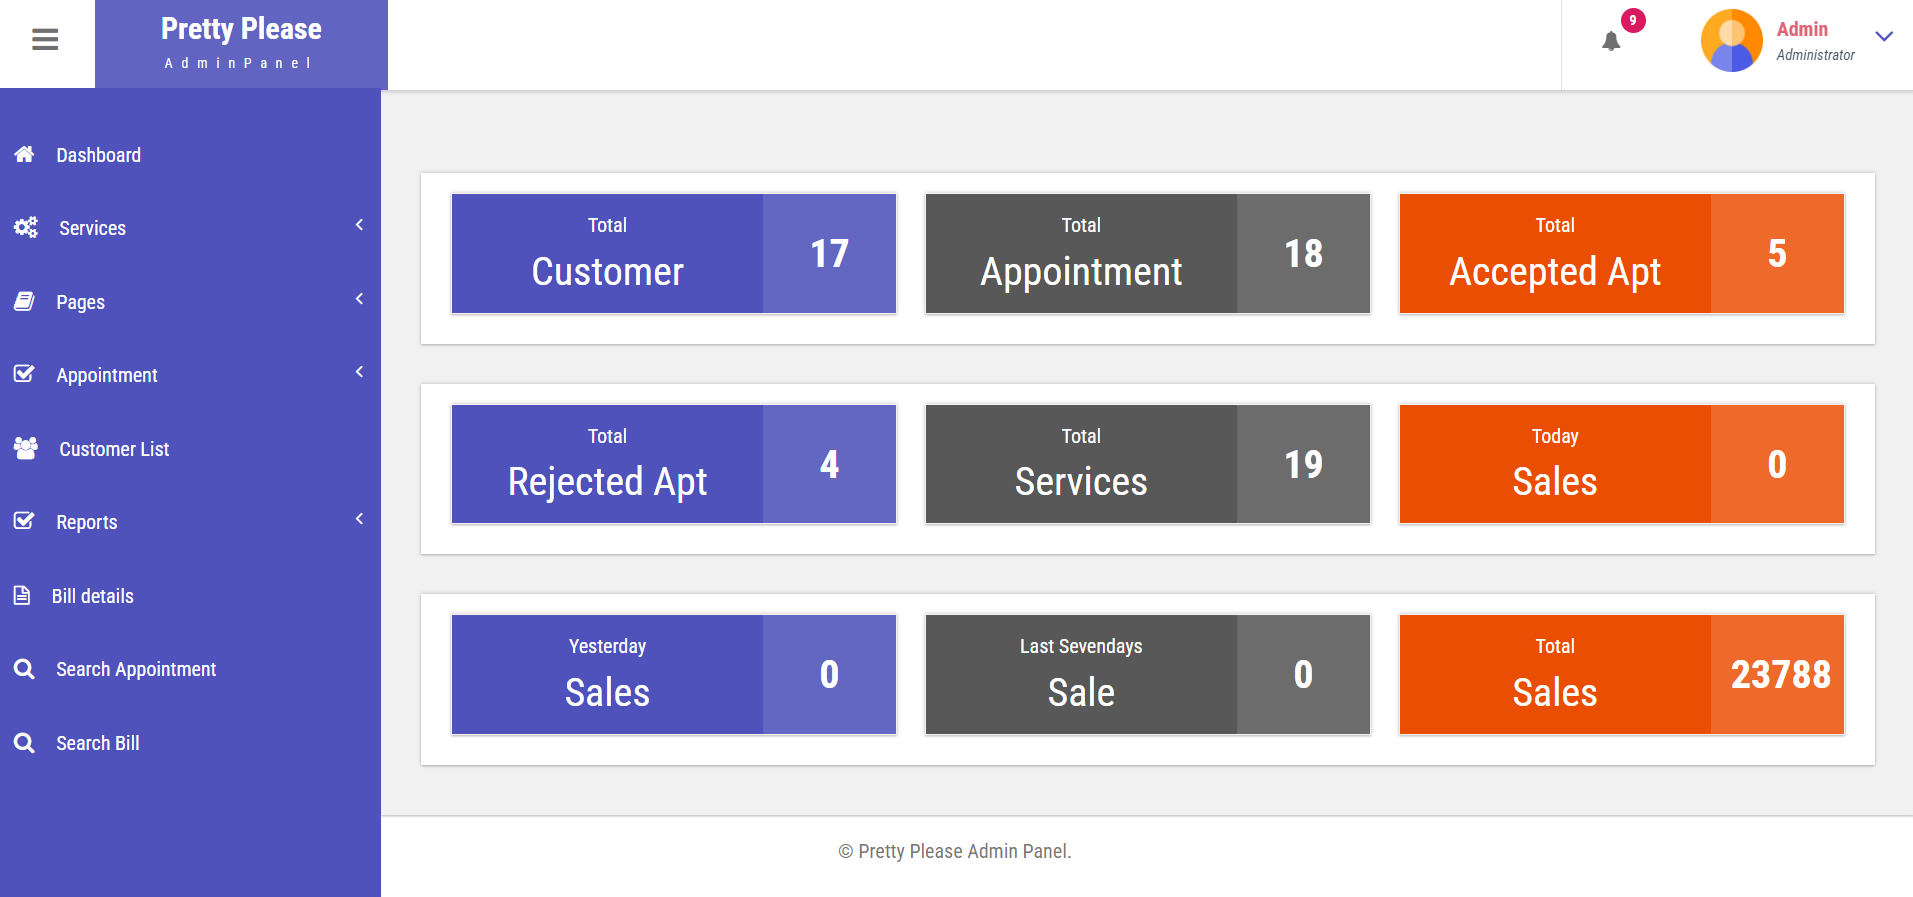 Pretty Please
AdminPanel
9
Admin
Administrator
Dashboard
Services
Pages
Appointment
Customer List
Reports
Bill details
Search Appointment
Search Bill
Total
Customer
17
Total
Appointment
18
Total
Accepted Apt
5
Total
Rejected Apt
4
Total
Services
19
Today
Sales
0
Yesterday
Sales
0
Last Sevendays
Sale
0
Total
Sales
23788
© Pretty Please Admin Panel.